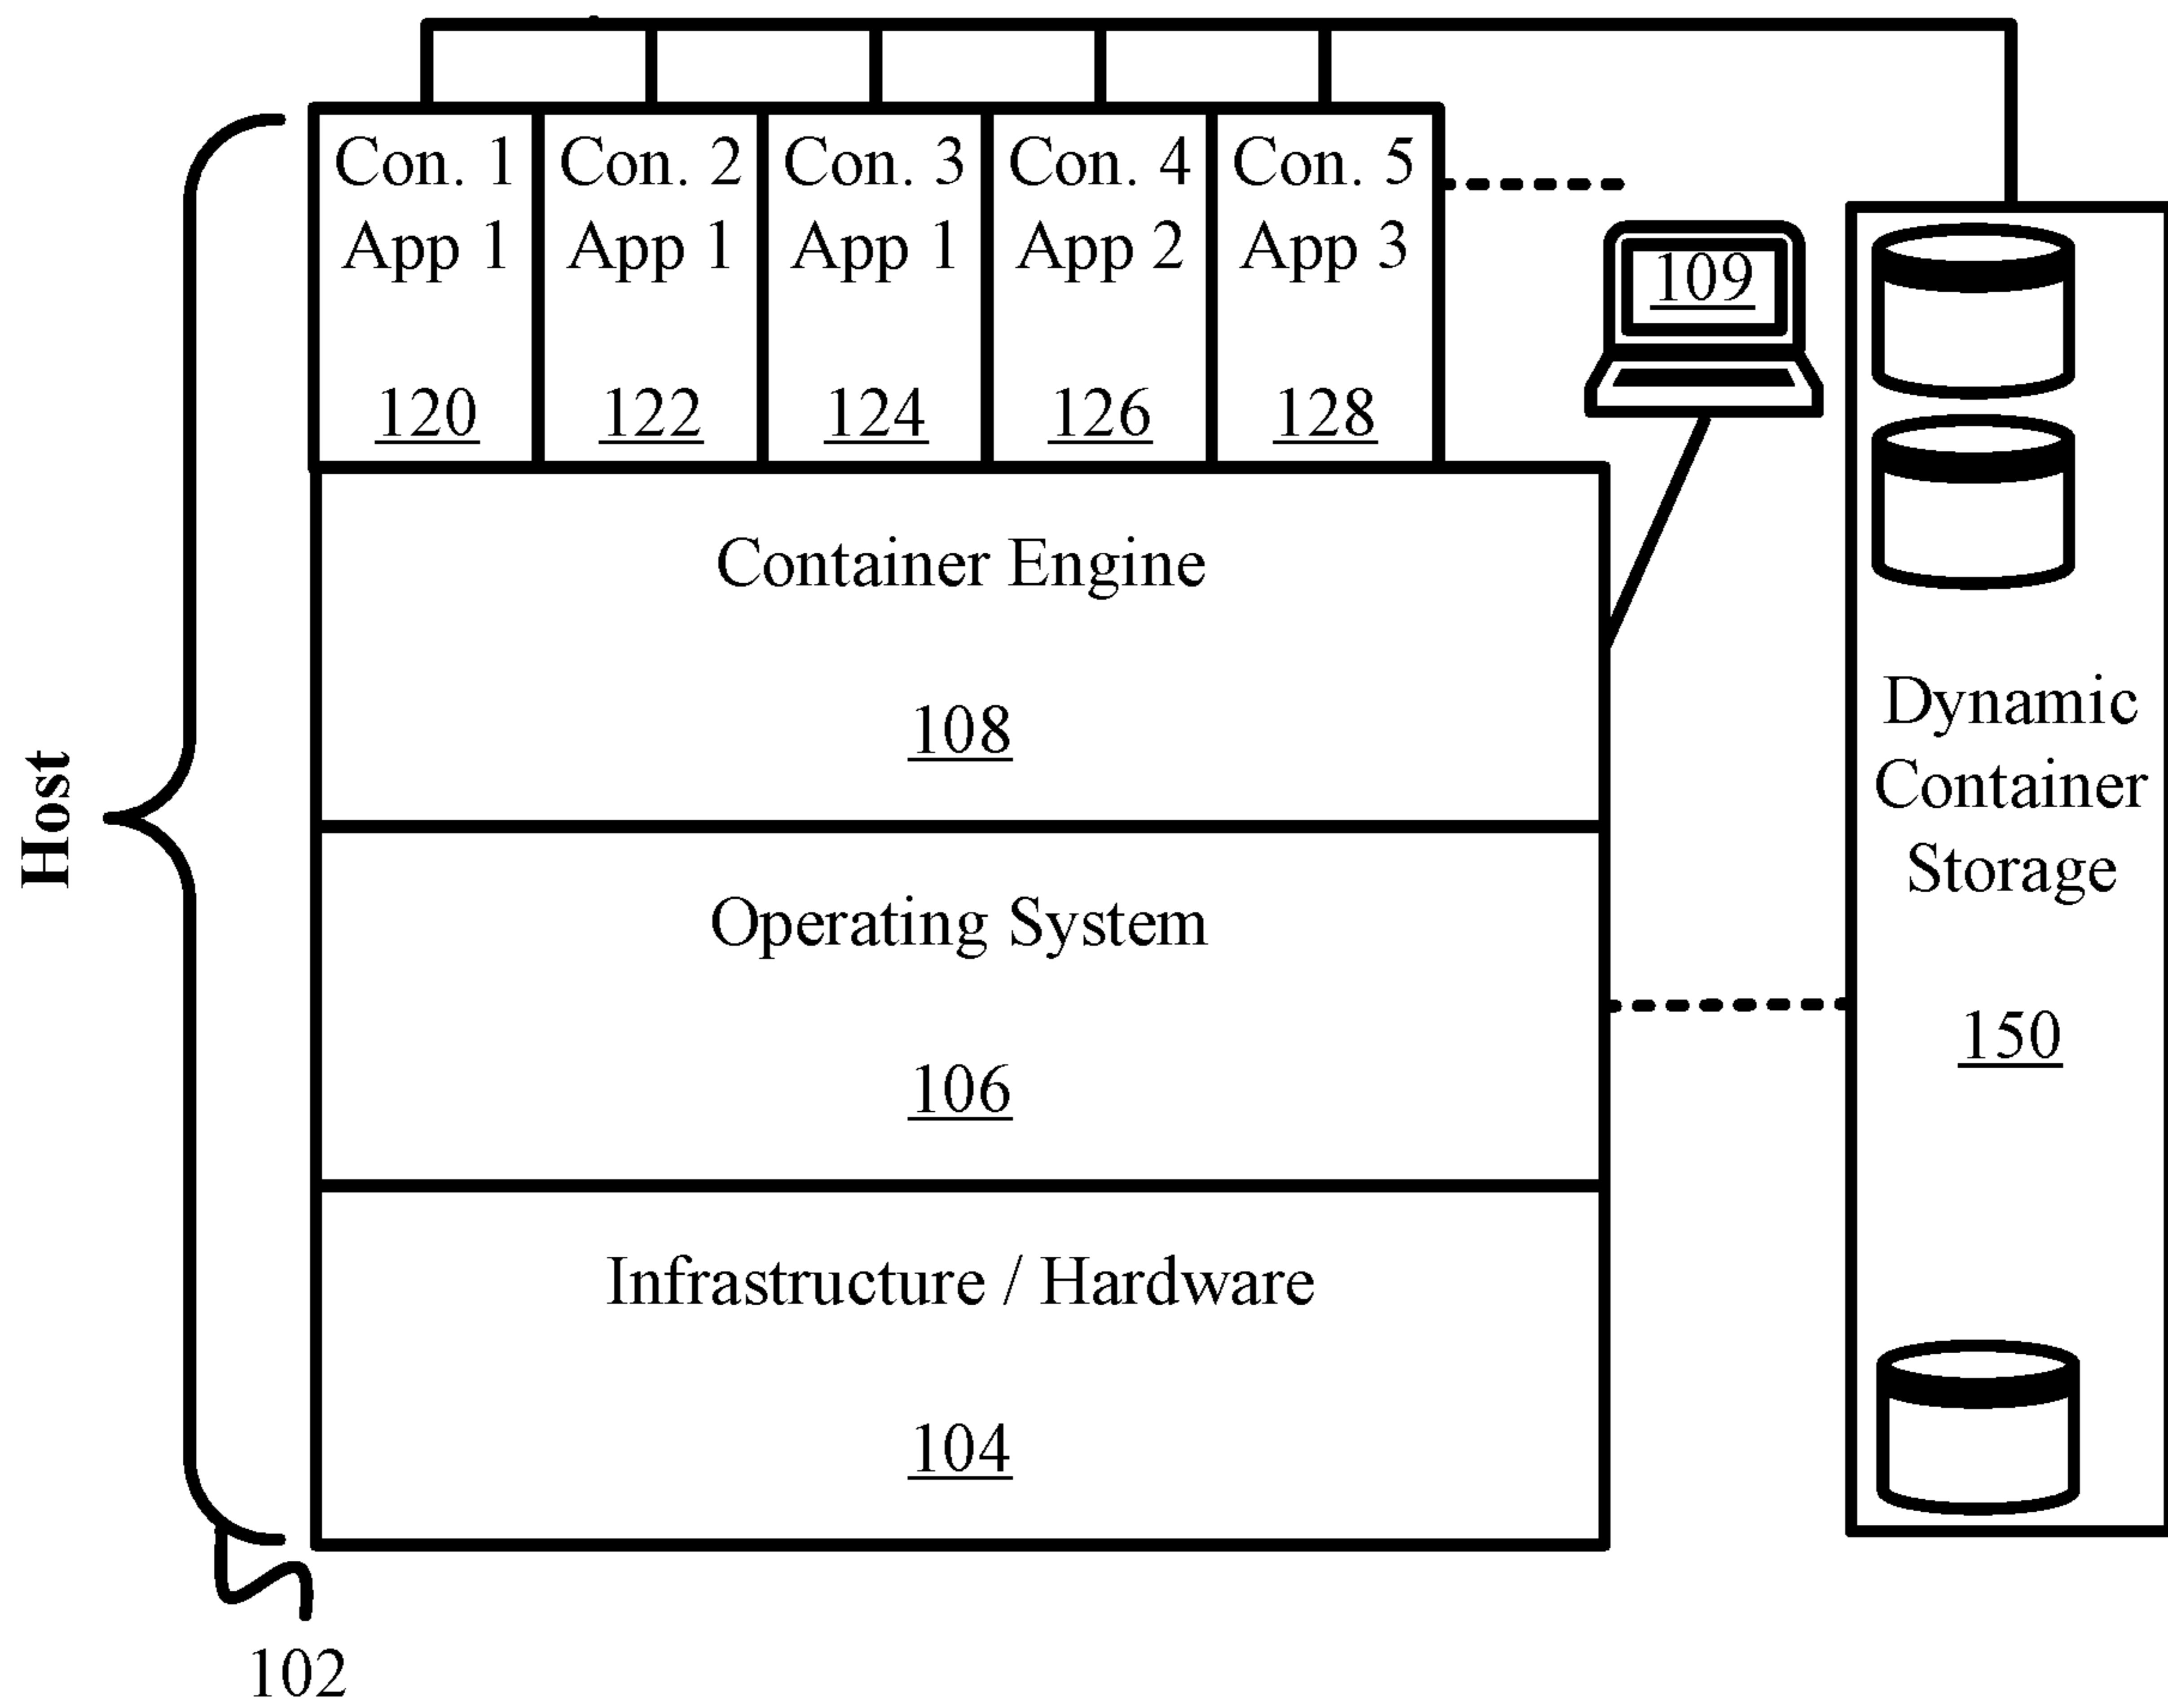 Host
102
Con. 1
App 1
120
Con. 2
App 1
122
Con. 3
App 1
124
Con. 4
App 2
126
Con. 5
App 3
128
109
Container Engine
108
Operating System
106
Infrastructure / Hardware
104
Dynamic
Container
Storage
150